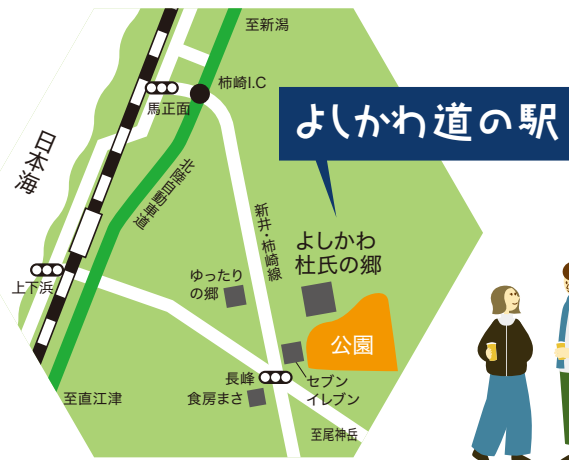 至新潟
柿崎I.C
馬正面
よしかわ道の駅
日本海
北陸自動車道
新井・柿崎線
よしかわ
杜氏の郷
ゆったり
の郷
上下浜
公園
長峰
セブン
イレブン
至直江津
食房まさ
至尾神岳